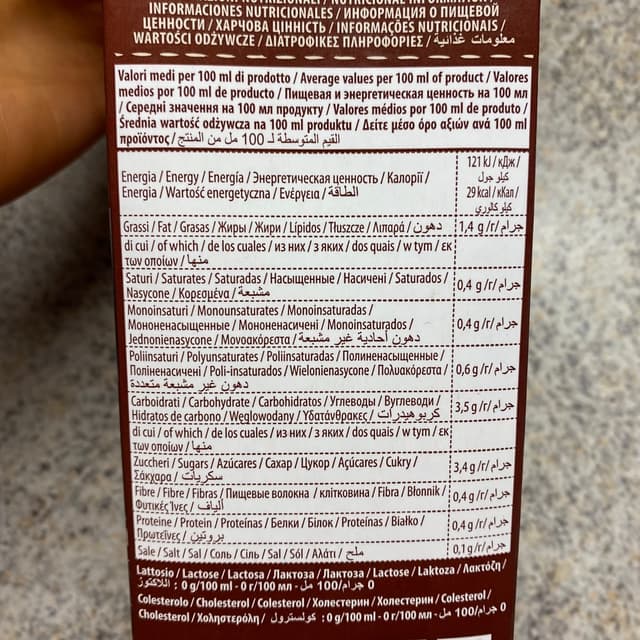 INFORMACIONES NUTRICIONALES / ИНФОРМАЦИЯ О ПИЩЕВОЙ
ЦЕННОСТИ / ХАРЧОВА ЦІННІСТЬ / INFORMAÇÕES NUTRICIONAIS /
WARTOŚCI ODŻYWCZE / ΔΙΑΤΡΟΦΙΚΕΣ ΠΛΗΡΟΦΟΡΙΕΣ / معلومات غذائية
Valori medi per 100 ml di prodotto / Average values per 100 ml of product / Valores
medios por 100 ml de producto / Пищевая и энергетическая ценность на 100 мл
/ Середні значення на 100 мл продукту / Valores médios por 100 ml de produto /
Średnia wartość odżywcza na 100 ml produktu / Δείτε μέσο όρο αξιών ανά 100 ml
προϊόντος / القيم المتوسطة لـ 100 مل من المنتج
Energia / Energy / Energía / Энергетическая ценность / Калорії /
Energia / Wartość energetyczna / Ενέργεια / الطاقة
121 kJ / кДж /
كيلو جول
29 kcal / кКал /
كيلو كالوري
Grassi / Fat / Grasas / Жиры / Жири / Lípidos / Tłuszcze / Λιπαρά / دهون 1,4 g /г/ جرام
di cui / of which / de los cuales / из них / з яких / dos quais / w tym / εκ
των οποίων / منها
Saturi / Saturates / Saturadas / Насыщенные / Насичені / Saturados /
Nasycone / Κορεσμένα / مشبعة 0,4 g /г/ جرام
Monoinsaturi / Monounsaturates / Monoinsaturadas /
Мононенасыщенные / Мононенасичені / Monoinsaturados /
Jednonienasycone / Μονοακόρεστα / دهون أحادية غير مشبعة 0,4 g /г/ جرام
Poliinsaturi / Polyunsaturates / Poliinsaturadas / Полиненасыщенные /
Поліненасичені / Poli-insaturados / Wielonienasycone / Πολυακόρεστα /
دهون غير مشبعة متعددة 0,6 g /г/ جرام
Carboidrati / Carbohydrate / Carbohidratos / Углеводы / Вуглеводи /
Hidratos de carbono / Węglowodany / Υδατάνθρακες / كربوهيدرات 3,5 g /г/ جرام
di cui / of which / de los cuales / из них / з яких / dos quais / w tym / εκ
των οποίων / منها
Zuccheri / Sugars / Azúcares / Сахар / Цукор / Açúcares / Cukry /
Σάκχαρα / سكريات 3,4 g /г/ جرام
Fibre / Fibre / Fibras / Пищевые волокна / клітковина / Fibra / Błonnik /
Φυτικές Ίνες / ألياف 0,4 g /г/ جرام
Proteine / Protein / Proteínas / Белки / Білок / Proteínas / Białko /
Πρωτεΐνες / بروتين 0,4 g /г/ جرام
Sale / Salt / Sal / Соль / Сіль / Sal / Sól / Αλάτι / ملح 0,1 g /г/ جرام
Lattosio / Lactose / Lactosa / Лактоза / Лактоза / Lactose / Laktoza / Λακτόζη /
اللاكتوز : 0 g/100 ml - 0 г/100 мл - 0 جرام/100 مل
Colesterolo / Cholesterol / Colesterol / Холестерин / Холестерин / Colesterol /
Cholesterol / Χοληστερόλη / كولسترول : 0 g/100 ml - 0 г/100 мл - 0 جرام/100 مل